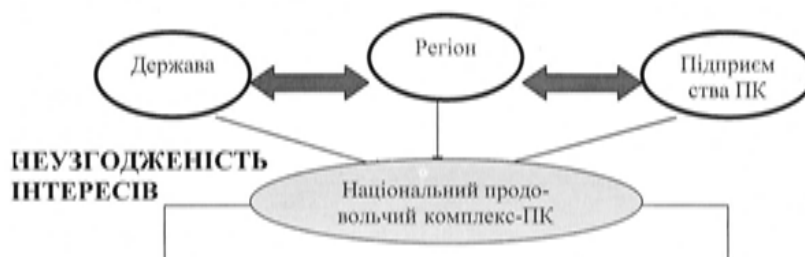 Держава
Регіон
Підприєм
ства ПК
НЕУЗГОДЖЕНІСТЬ
ІНТЕРЕСІВ
Національний продо-
вольчий комплекс-ПК